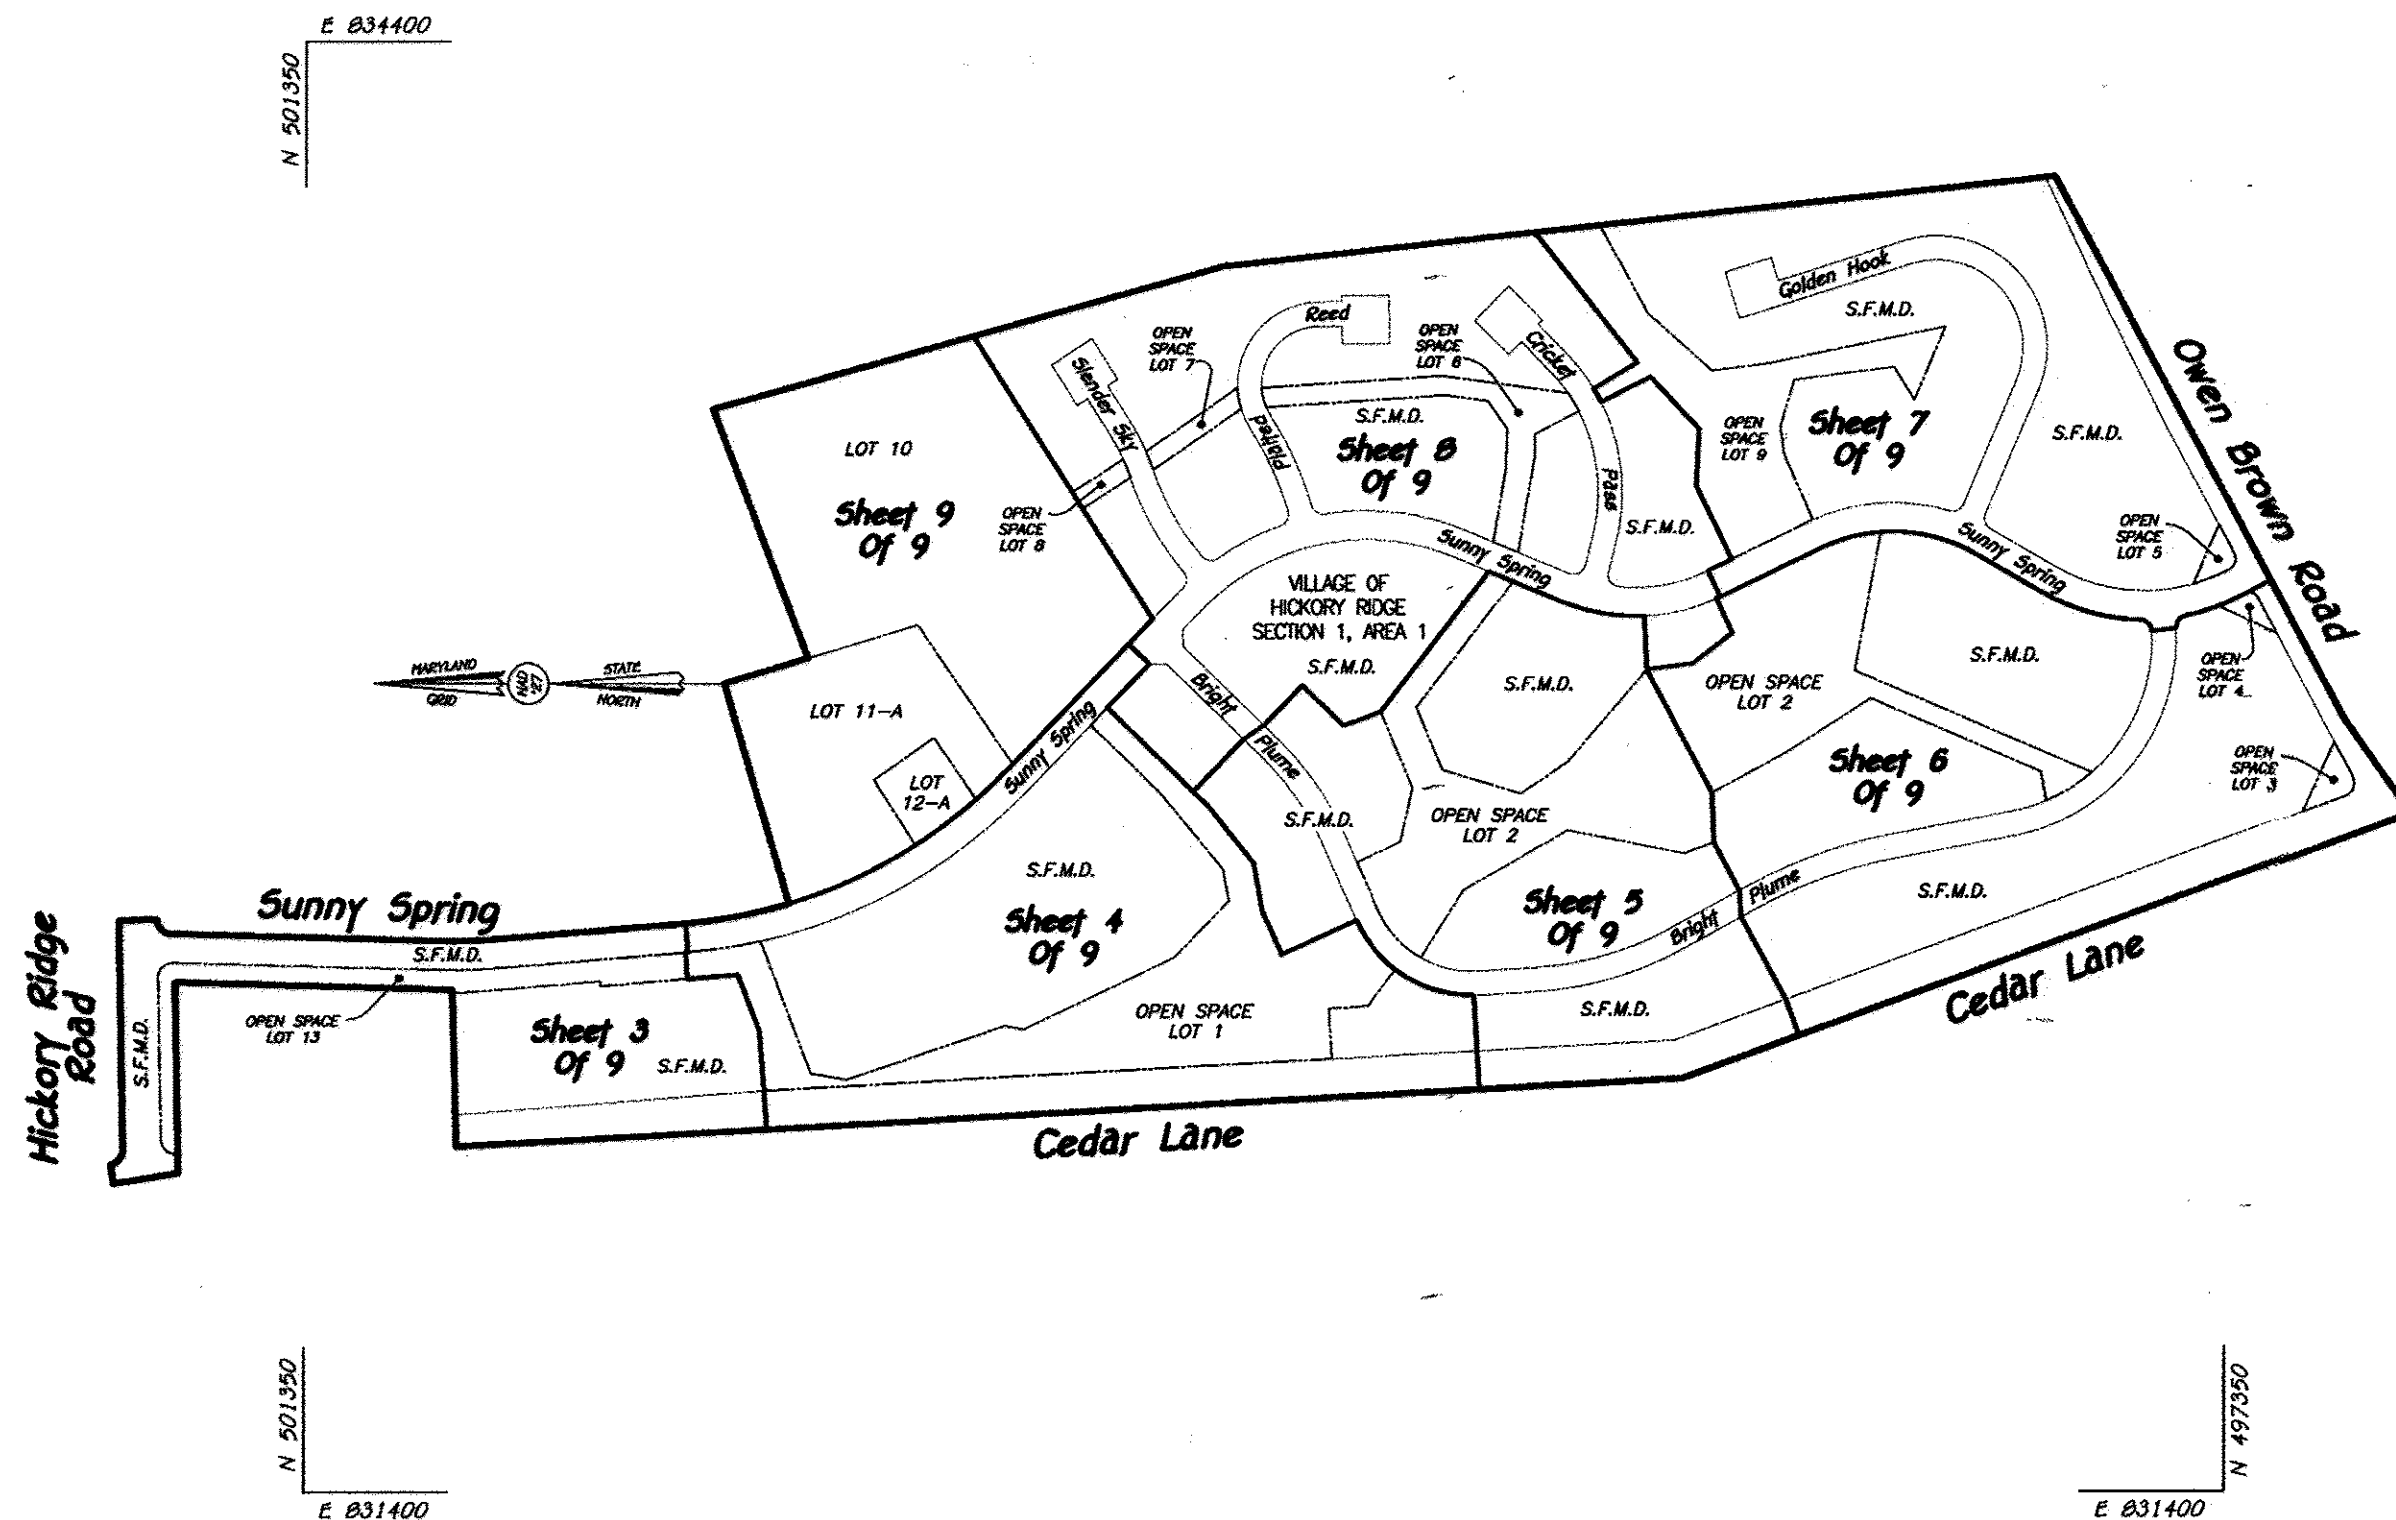 E 834400
N 501350
Golden Hook
S.F.M.D.
Reed
OPEN
SPACE
LOT 7
OPEN
SPACE
LOT 6
Cricket
Slender
Sky
Plaited
Pass
S.F.M.D.
Sheet 8
Of 9
OPEN
SPACE
LOT 9
Sheet 7
Of 9
S.F.M.D.
Owen Brown Road
LOT 10
Sheet 9
Of 9
OPEN
SPACE
LOT 8
S.F.M.D.
Sunny Spring
Sunny Spring
OPEN
SPACE
LOT 5
VILLAGE OF
HICKORY RIDGE
SECTION 1, AREA 1
S.F.M.D.
MARYLAND
GRID
NAD
'27
STATE
NORTH
S.F.M.D.
OPEN SPACE
LOT 2
S.F.M.D.
OPEN
SPACE
LOT 4
LOT 11-A
Bright Plume
Sunny Spring
LOT
12-A
Sheet 6
Of 9
OPEN
SPACE
LOT 3
S.F.M.D.
OPEN SPACE
LOT 2
S.F.M.D.
Sheet 4
Of 9
Sheet 5
Of 9
Bright Plume
S.F.M.D.
Sunny Spring
S.F.M.D.
Hickory Ridge
Road
S.F.M.D.
OPEN SPACE
LOT 13
Sheet 3
Of 9
S.F.M.D.
OPEN SPACE
LOT 1
S.F.M.D.
Cedar Lane
Cedar Lane
N 501350
E 831400
N 497350
E 831400